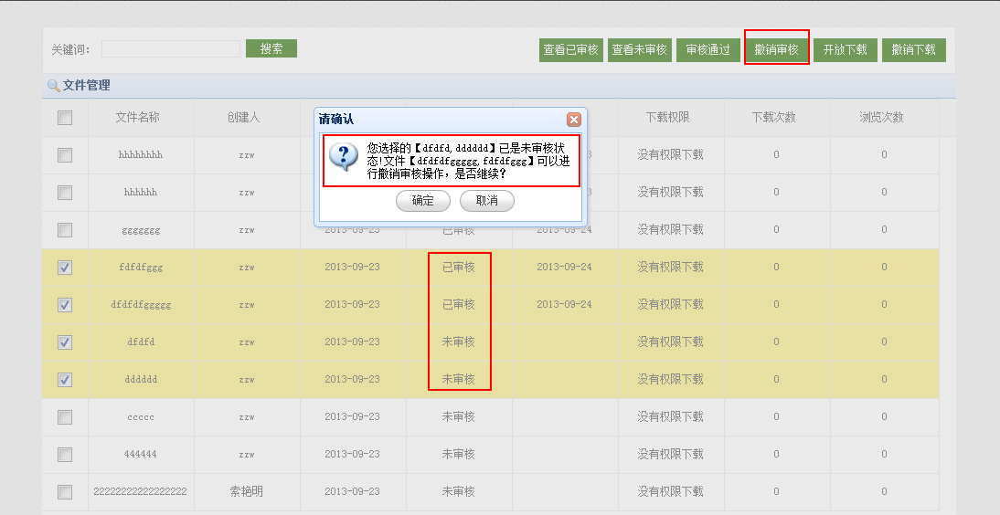 关键词： 搜索 查看已审核 查看未审核 审核通过 撤销审核 开放下载 撤销下载
文件管理
文件名称 创建人 下载权限 下载次数 浏览次数
请确认
您选择的【dfdfd,dddddd】已是未审核状
态!文件【dfdfdfggggg,fdfdfggg】可以进
行撤销审核操作，是否继续?
确定 取消
hhhhhhhh zzw 3 没有权限下载 0 0
hhhhhh zzw 3 没有权限下载 0 0
ggggggg zzw 2013-09-23 已审核 2013-09-24 没有权限下载 0 0
fdfdfggg zzw 2013-09-23 已审核 2013-09-24 没有权限下载 0 0
dfdfdfggggg zzw 2013-09-23 已审核 2013-09-24 没有权限下载 0 0
dfdfd zzw 2013-09-23 未审核 没有权限下载 0 0
dddddd zzw 2013-09-23 未审核 没有权限下载 0 0
ccccc zzw 2013-09-23 未审核 没有权限下载 0 0
444444 zzw 2013-09-23 未审核 没有权限下载 0 0
22222222222222222 索艳明 2013-09-23 未审核 没有权限下载 0 0